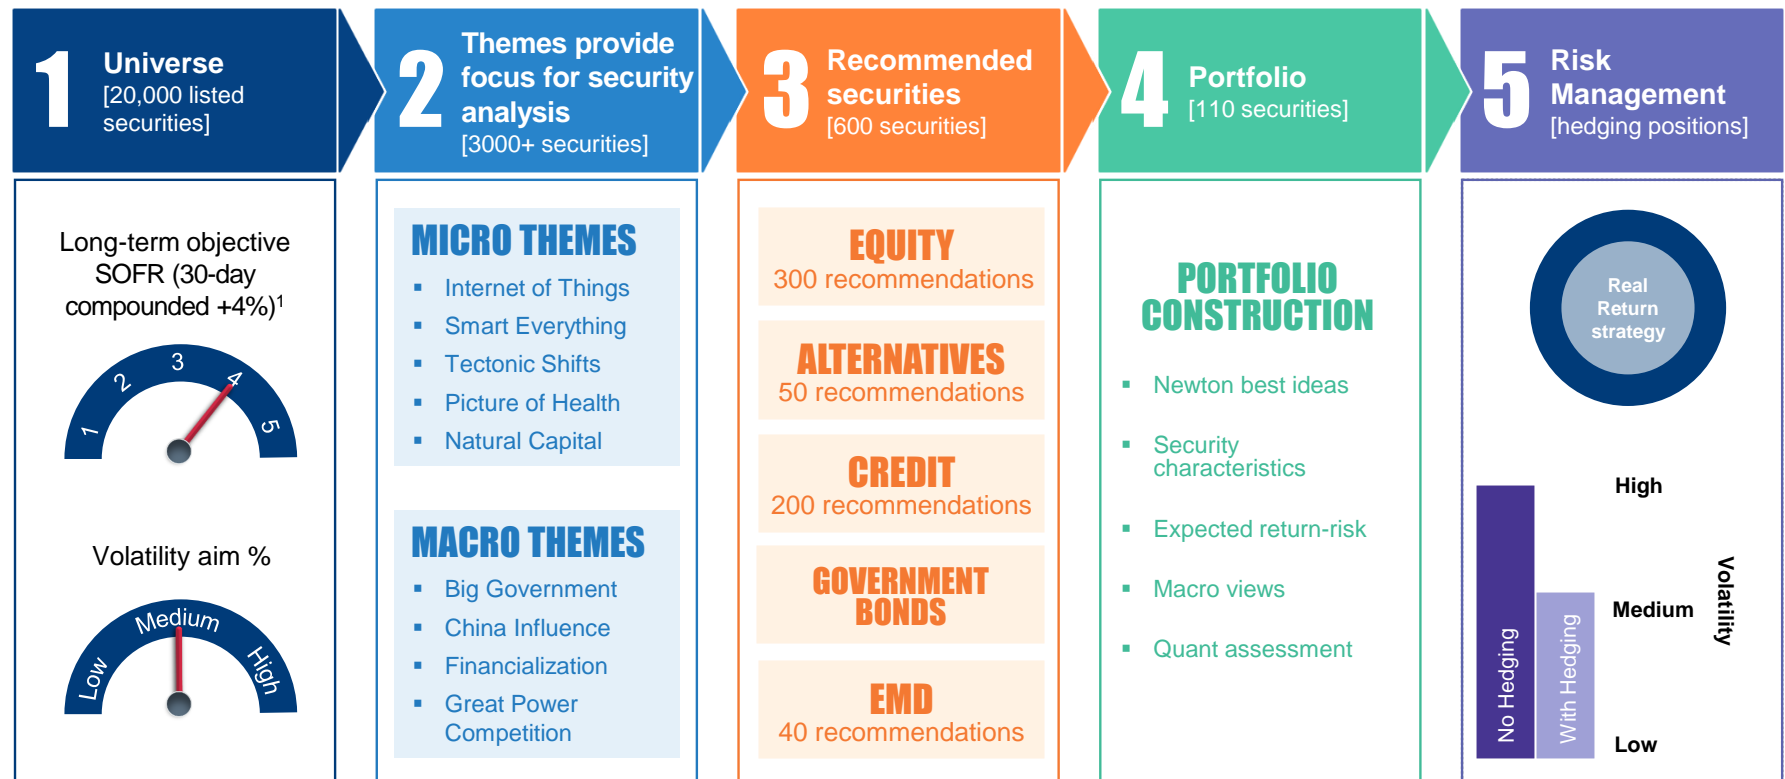 1
Universe
[20,000 listed
securities]
2
Themes provide
focus for security
analysis
[3000+ securities]
3
Recommended
securities
[600 securities]
4
Portfolio
[110 securities]
5
Risk
Management
[hedging positions]
Long-term objective
SOFR (30-day
compounded +4%)¹
1
2
3
4
5
Volatility aim %
Low
Medium
High
MICRO THEMES
▪ Internet of Things
▪ Smart Everything
▪ Tectonic Shifts
▪ Picture of Health
▪ Natural Capital
MACRO THEMES
▪ Big Government
▪ China Influence
▪ Financialization
▪ Great Power
Competition
EQUITY
300 recommendations
ALTERNATIVES
50 recommendations
CREDIT
200 recommendations
GOVERNMENT
BONDS
EMD
40 recommendations
PORTFOLIO
CONSTRUCTION
▪ Newton best ideas
▪ Security
characteristics
▪ Expected return-risk
▪ Macro views
▪ Quant assessment
Real
Return
strategy
No Hedging
With Hedging
High
Medium
Low
Volatility